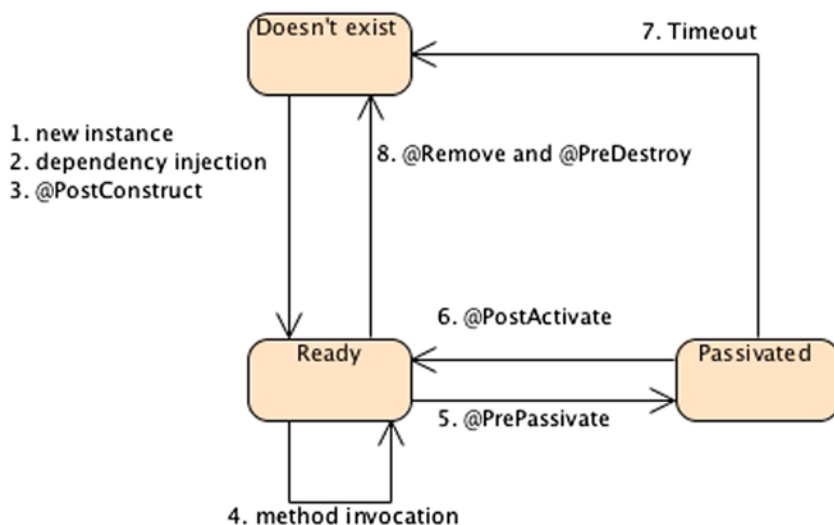 Doesn't exist
7. Timeout
1. new instance
2. dependency injection
3. @PostConstruct
8. @Remove and @PreDestroy
6. @PostActivate
Ready
Passivated
5. @PrePassivate
4. method invocation